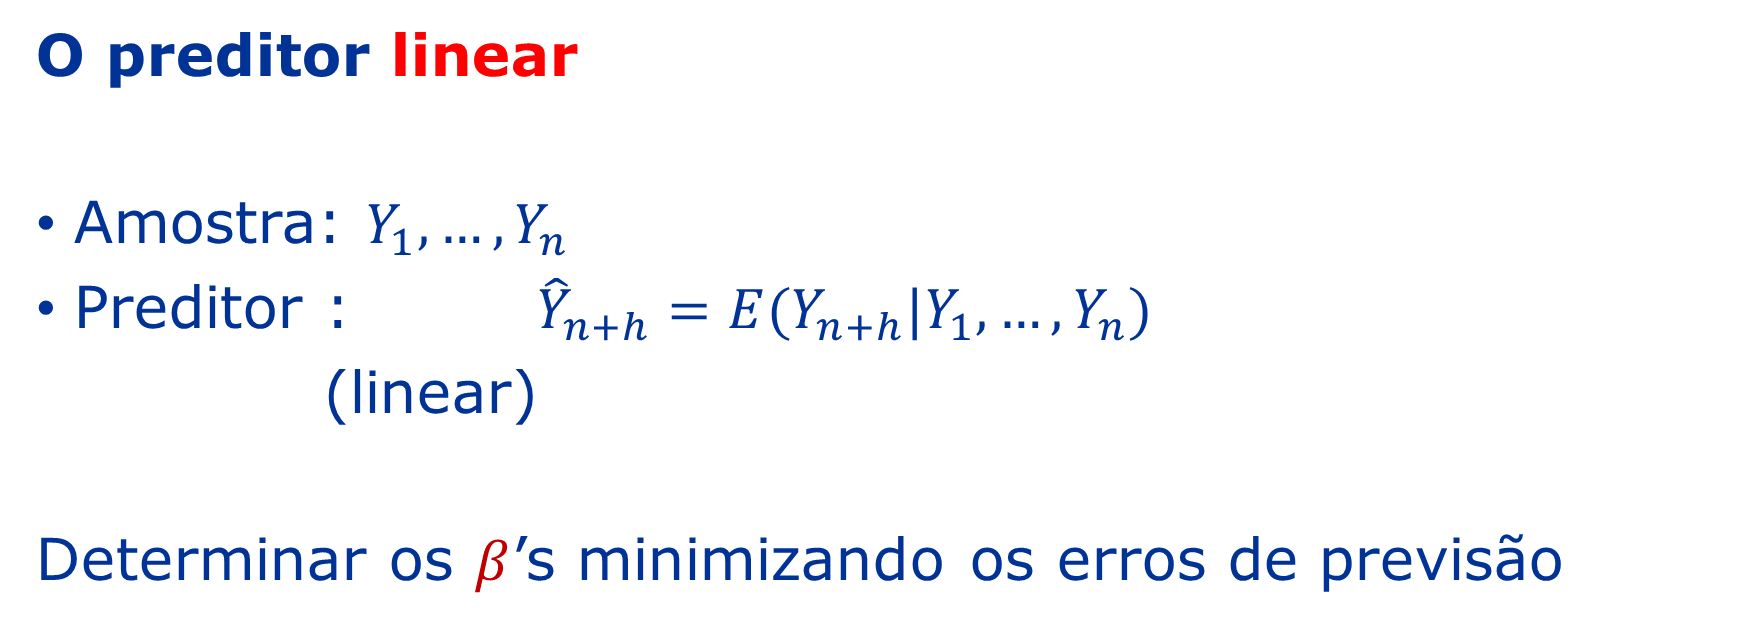 O preditor linear
• Amostra: Y₁, … , Yₙ
• Preditor : Ŷₙ₊ₕ = E(Yₙ₊ₕ|Y₁, … , Yₙ)
(linear)
Determinar os β’s minimizando os erros de previsão